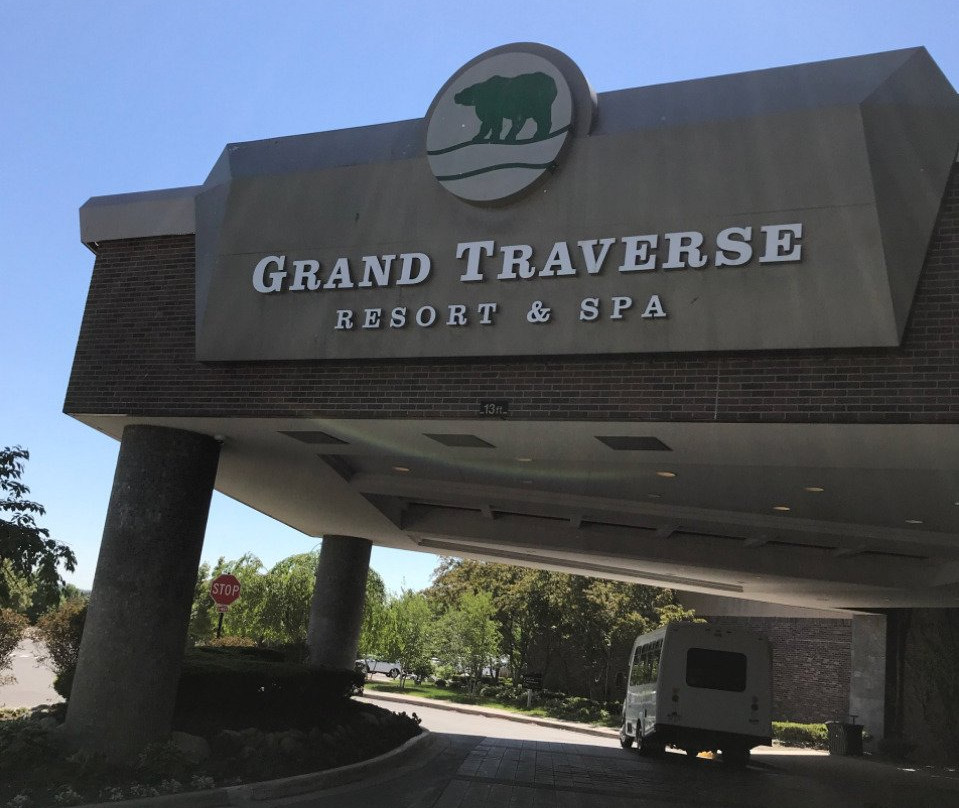 GRAND TRAVERSE
RESORT & SPA
13FT
STOP